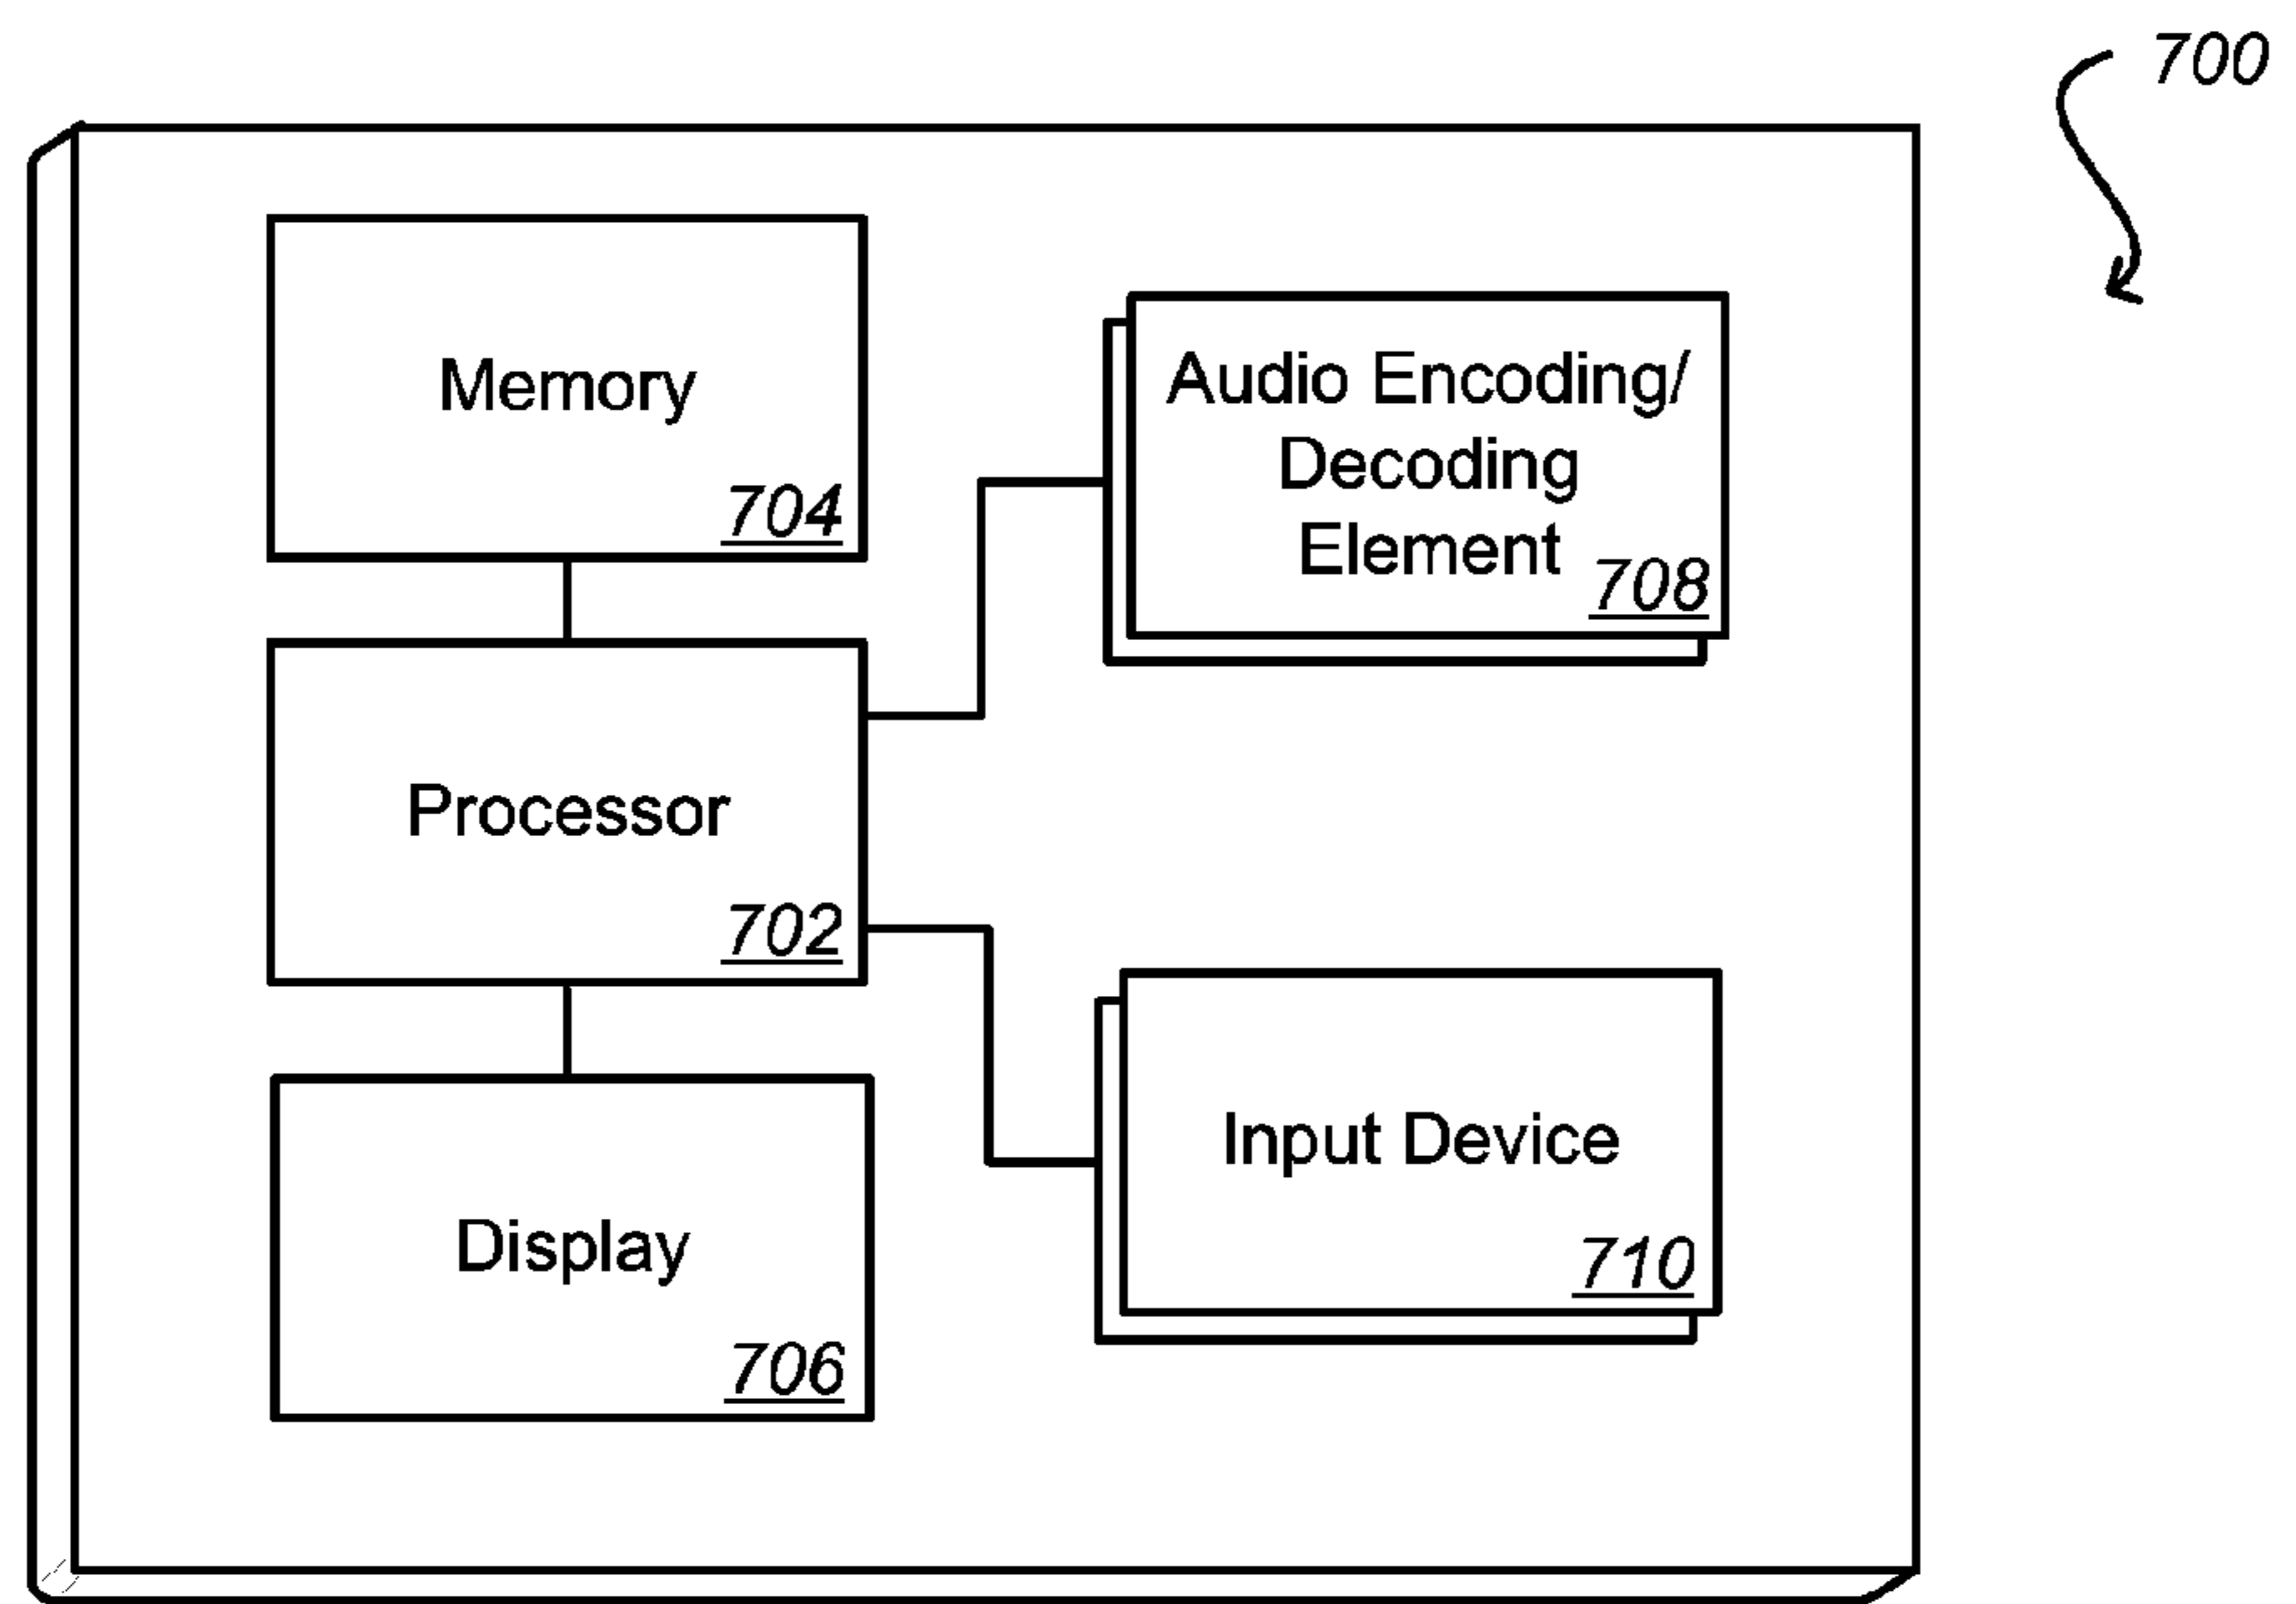 700
Memory
704
Audio Encoding/
Decoding
Element
708
Processor
702
Input Device
710
Display
706